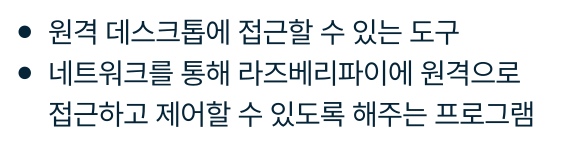 ● 원격 데스크톱에 접근할 수 있는 도구
● 네트워크를 통해 라즈베리파이에 원격으로
접근하고 제어할 수 있도록 해주는 프로그램